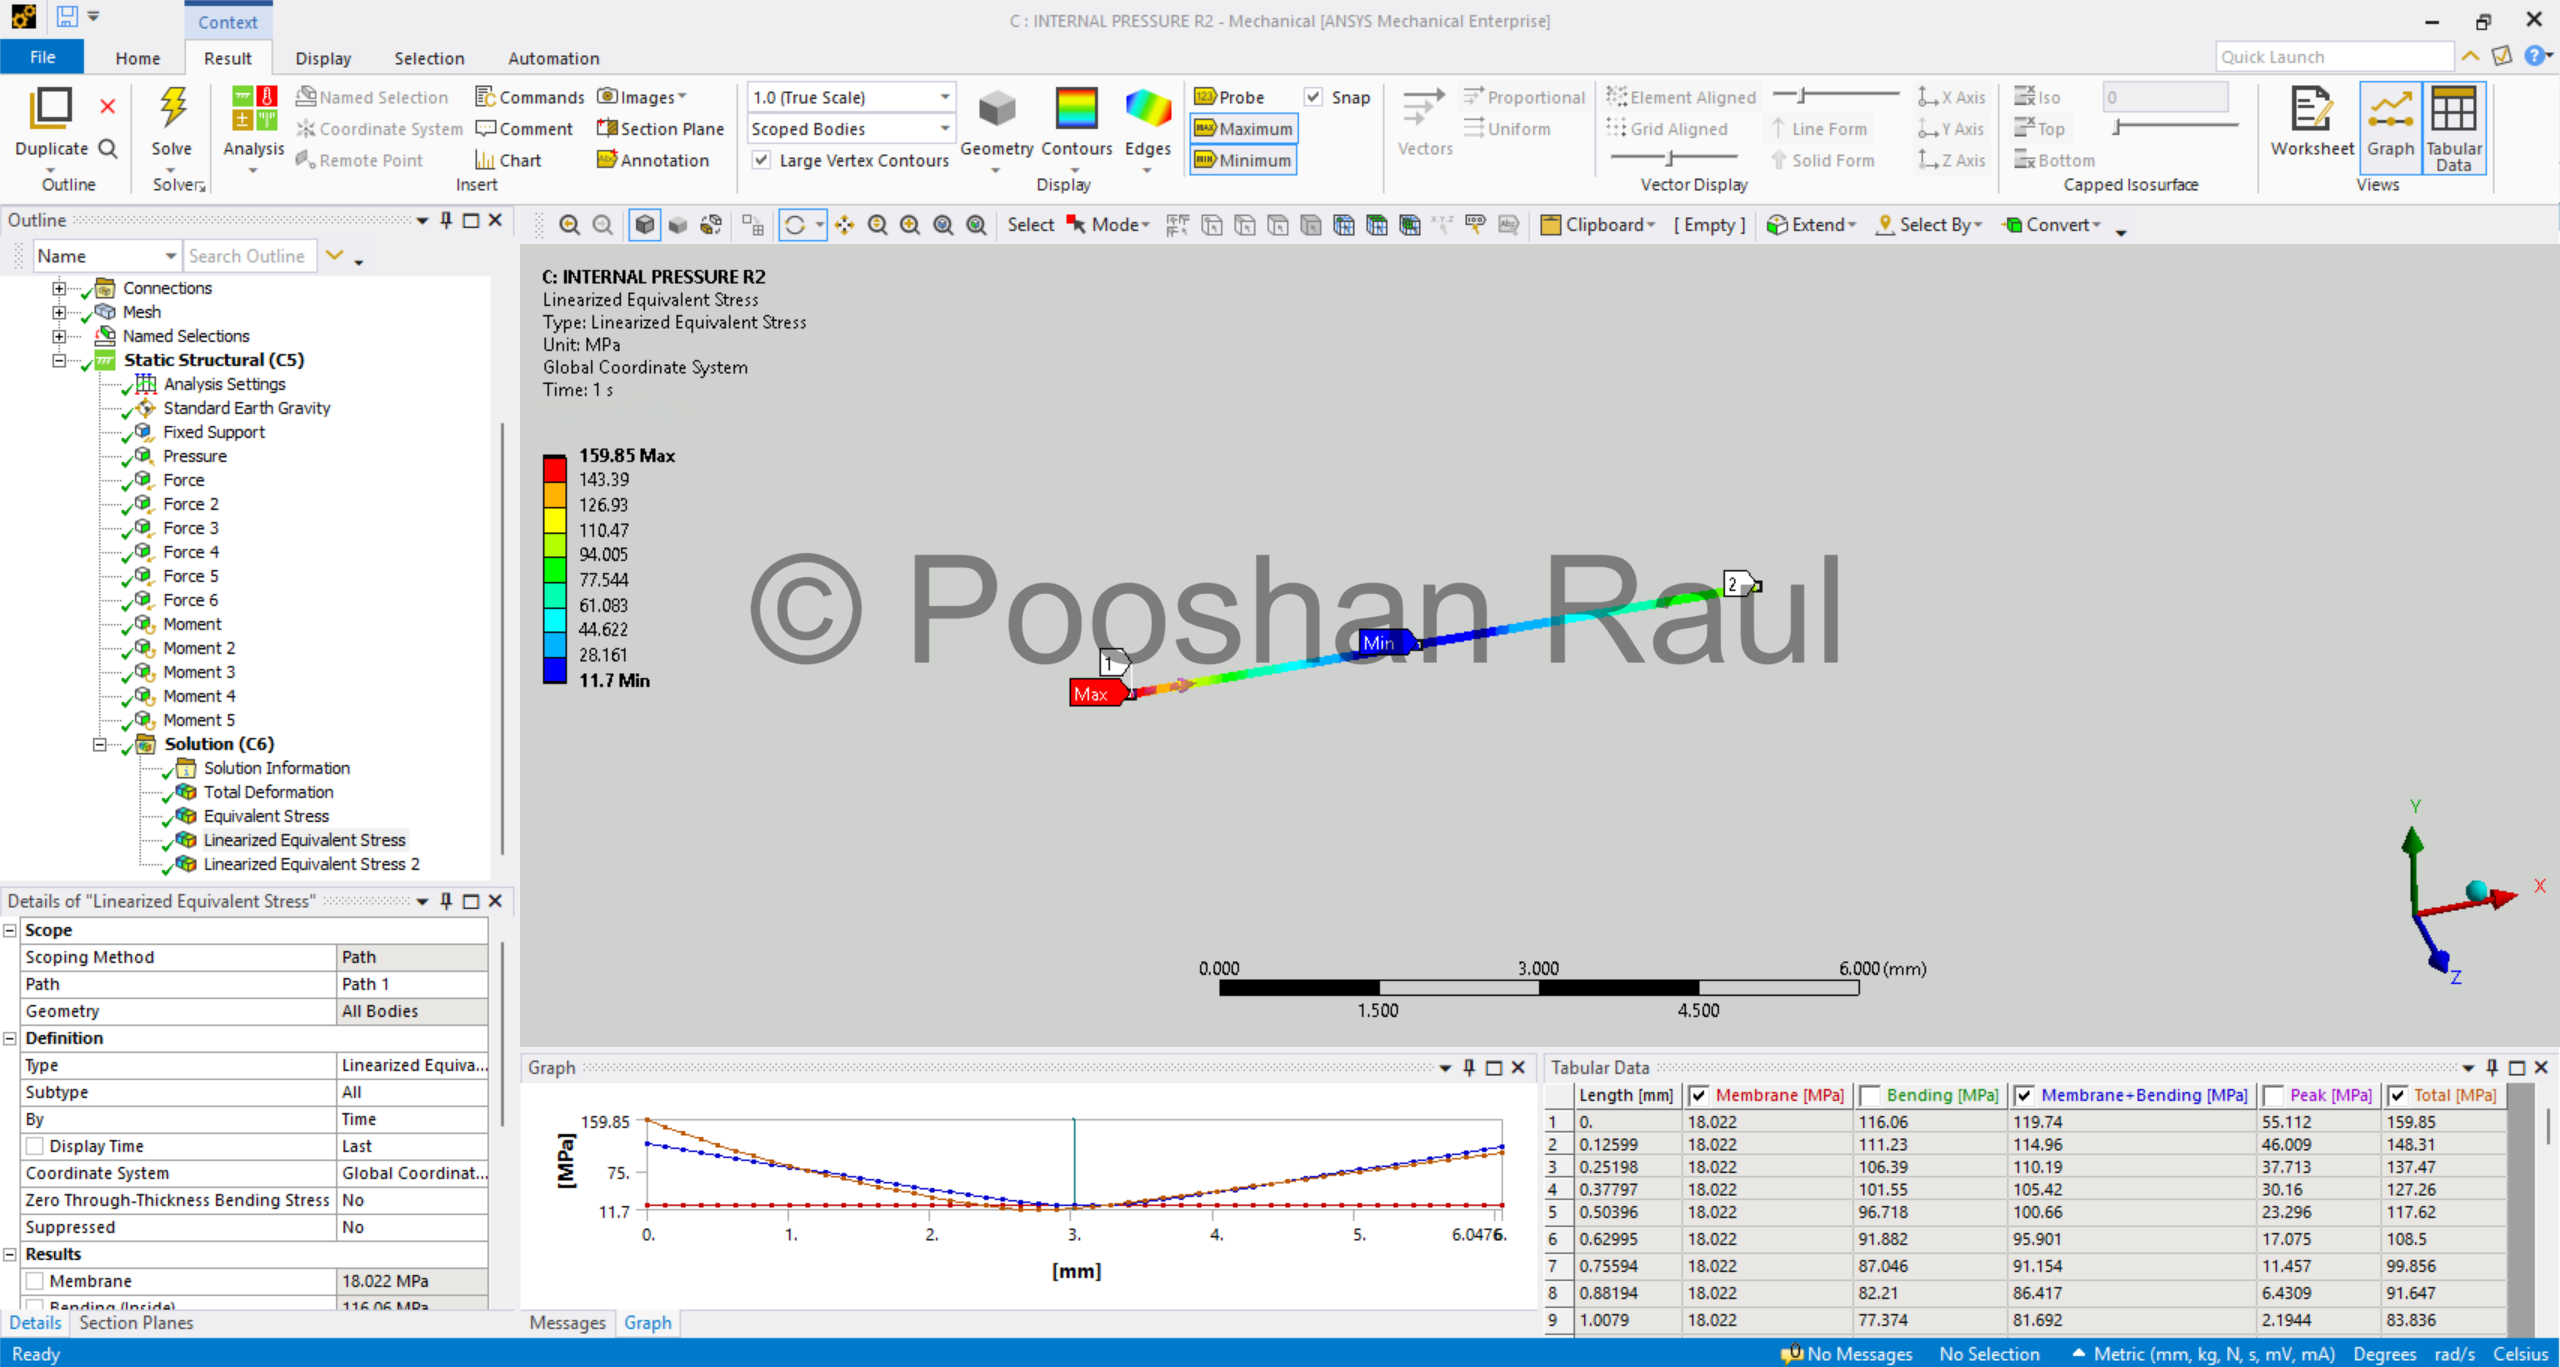 Context
C : INTERNAL PRESSURE R2 - Mechanical [ANSYS Mechanical Enterprise]
File Home Result Display Selection Automation
Quick Launch
Duplicate
Outline
Solve
Solver
Analysis
Named Selection
Coordinate System
Remote Point
Commands
Comment
Chart
Images
Section Plane
Annotation
Insert
1.0 (True Scale)
Scoped Bodies
Large Vertex Contours
Geometry
Contours
Edges
Display
Probe
Maximum
Minimum
Snap
Vectors
Proportional
Uniform
Element Aligned
Grid Aligned
Line Form
Solid Form
X Axis
Y Axis
Z Axis
Vector Display
Iso
Top
Bottom
0
Capped Isosurface
Worksheet
Graph
Tabular Data
Views
Outline
Select Mode Clipboard [ Empty ] Extend Select By Convert
Name Search Outline
Connections
Mesh
Named Selections
Static Structural (C5)
Analysis Settings
Standard Earth Gravity
Fixed Support
Pressure
Force
Force 2
Force 3
Force 4
Force 5
Force 6
Moment
Moment 2
Moment 3
Moment 4
Moment 5
Solution (C6)
Solution Information
Total Deformation
Equivalent Stress
Linearized Equivalent Stress
Linearized Equivalent Stress 2
C: INTERNAL PRESSURE R2
Linearized Equivalent Stress
Type: Linearized Equivalent Stress
Unit: MPa
Global Coordinate System
Time: 1 s
159.85 Max
143.39
126.93
110.47
94.005
77.544
61.083
44.622
28.161
11.7 Min
© Pooshan Raul
1
Max
Min
2
Y
X
Z
0.000 3.000 6.000 (mm)
1.500 4.500
Details of "Linearized Equivalent Stress"
Scope
Scoping Method Path
Path Path 1
Geometry All Bodies
Definition
Type Linearized Equiva...
Subtype All
By Time
Display Time Last
Coordinate System Global Coordinat...
Zero Through-Thickness Bending Stress No
Suppressed No
Results
Membrane 18.022 MPa
Bending (Inside) 116.06 MPa
Details Section Planes
Graph
159.85
75.
11.7
[MPa]
0. 1. 2. 3. 4. 5. 6.0476.
[mm]
Messages Graph
Tabular Data
Length [mm] Membrane [MPa] Bending [MPa] Membrane+Bending [MPa] Peak [MPa] Total [MPa]
1 0. 18.022 116.06 119.74 55.112 159.85
2 0.12599 18.022 111.23 114.96 46.009 148.31
3 0.25198 18.022 106.39 110.19 37.713 137.47
4 0.37797 18.022 101.55 105.42 30.16 127.26
5 0.50396 18.022 96.718 100.66 23.296 117.62
6 0.62995 18.022 91.882 95.901 17.075 108.5
7 0.75594 18.022 87.046 91.154 11.457 99.856
8 0.88194 18.022 82.21 86.417 6.4309 91.647
9 1.0079 18.022 77.374 81.692 2.1944 83.836
Ready
No Messages No Selection Metric (mm, kg, N, s, mV, mA) Degrees rad/s Celsius